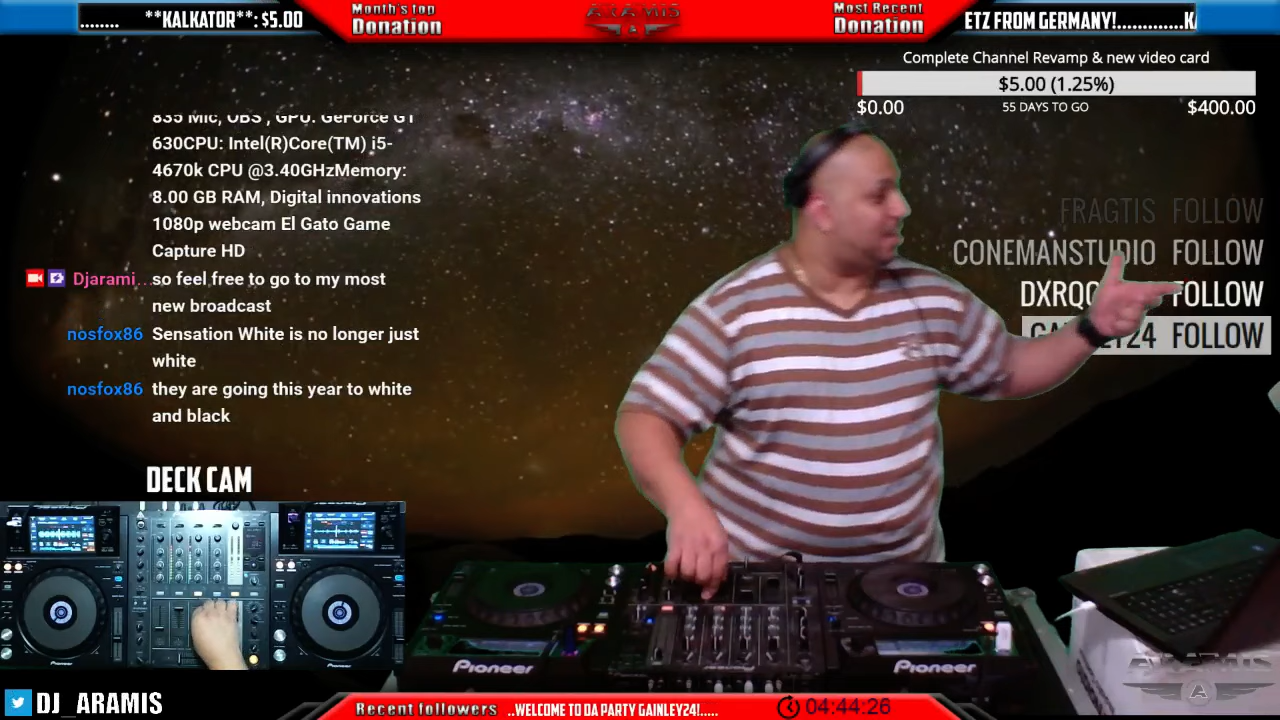 ........ **KALKATOR**: $5.00
Month's top
Donation
ARAMIS
Most Recent
Donation
ETZ FROM GERMANY!.............KA
Complete Channel Revamp & new video card
$5.00 (1.25%)
$0.00
55 DAYS TO GO
$400.00
835 Mic, OBS , GPU: GeForce GT
630CPU: Intel(R)Core(TM) i5-
4670k CPU @3.40GHzMemory:
8.00 GB RAM, Digital innovations
1080p webcam El Gato Game
Capture HD
Djarami... so feel free to go to my most
new broadcast
nosfox86 Sensation White is no longer just
white
nosfox86 they are going this year to white
and black
FRAGTIS FOLLOW
CONEMANSTUDIO FOLLOW
FOLLOW
FOLLOW
DECK CAM
Pioneer
Pioneer
ARAMIS
A
DJ_ARAMIS
Recent followers ..WELCOME TO DA PARTY GAINLEY24!.....
04:44:26